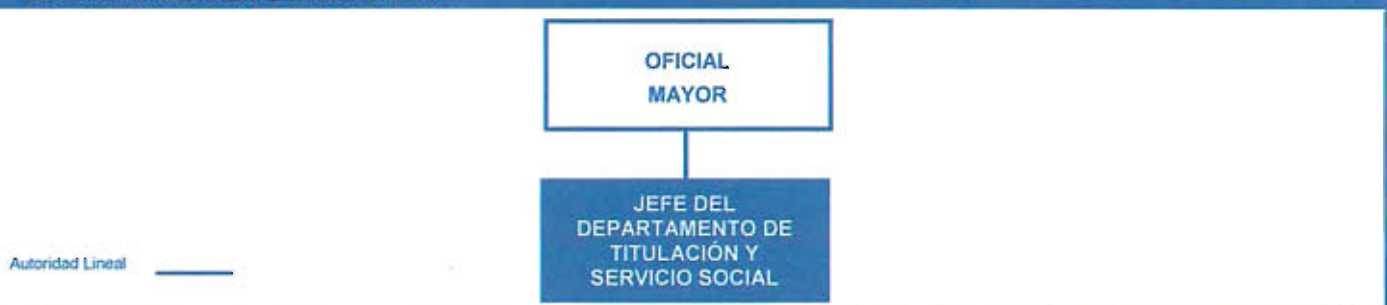 OFICIAL
MAYOR
JEFE DEL
DEPARTAMENTO DE
TITULACIÓN Y
SERVICIO SOCIAL
Autoridad Lineal